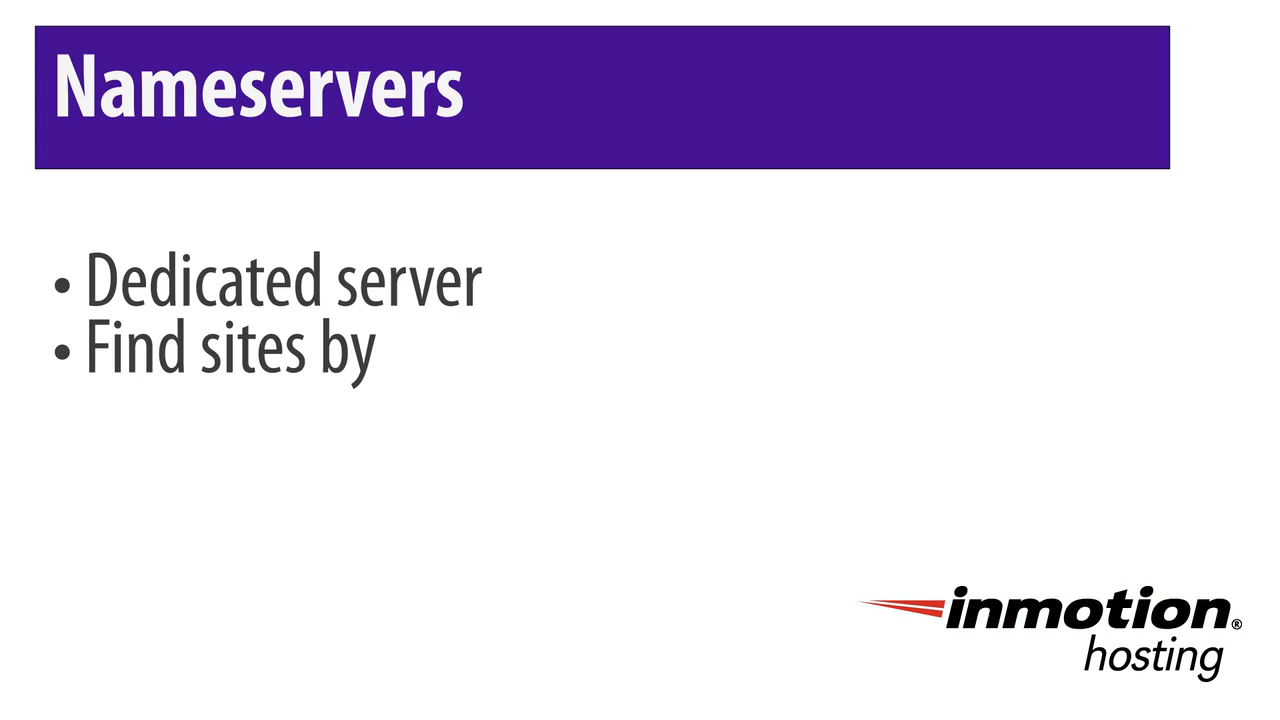 Nameservers
• Dedicated server
• Find sites by
inmotion®
hosting